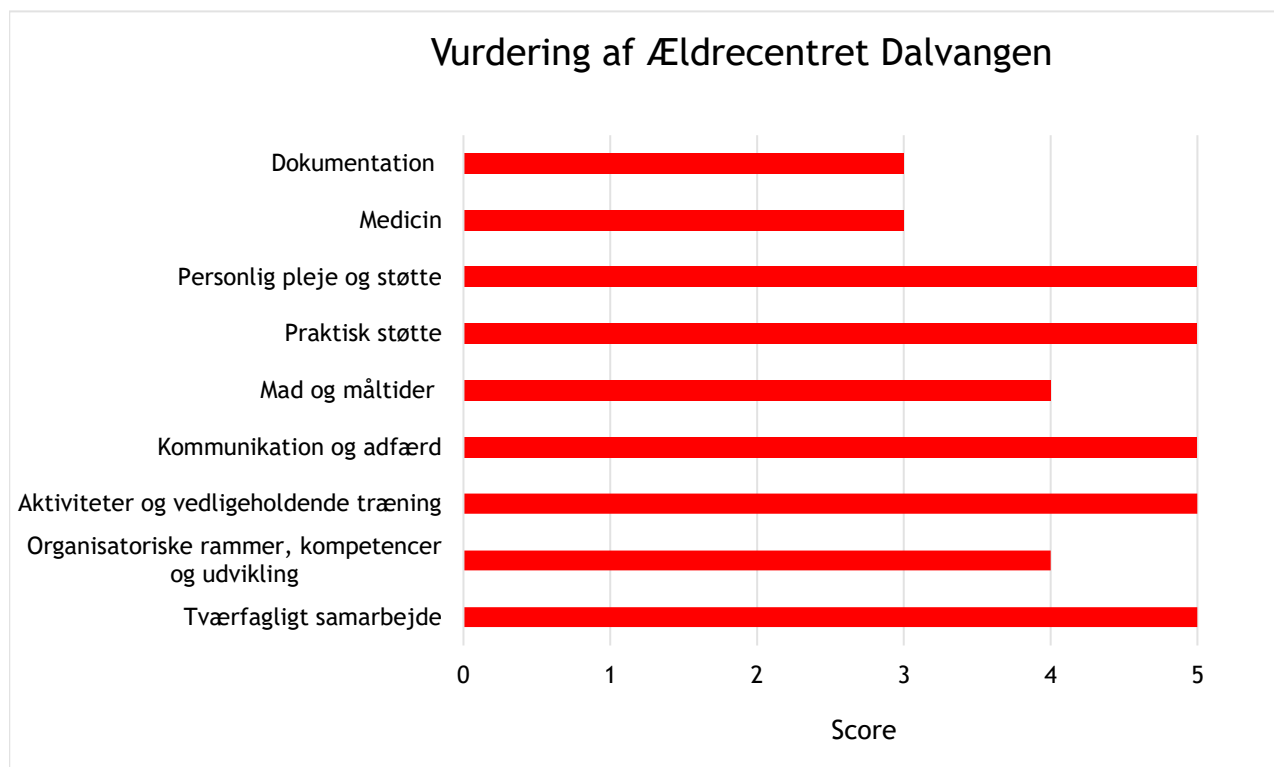 Vurdering af Ældrecentret Dalvangen
Dokumentation
Medicin
Personlig pleje og støtte
Praktisk støtte
Mad og måltider
Kommunikation og adfærd
Aktiviteter og vedligeholdende træning
Organisatoriske rammer, kompetencer
og udvikling
Tværfagligt samarbejde
0 1 2 3 4 5
Score